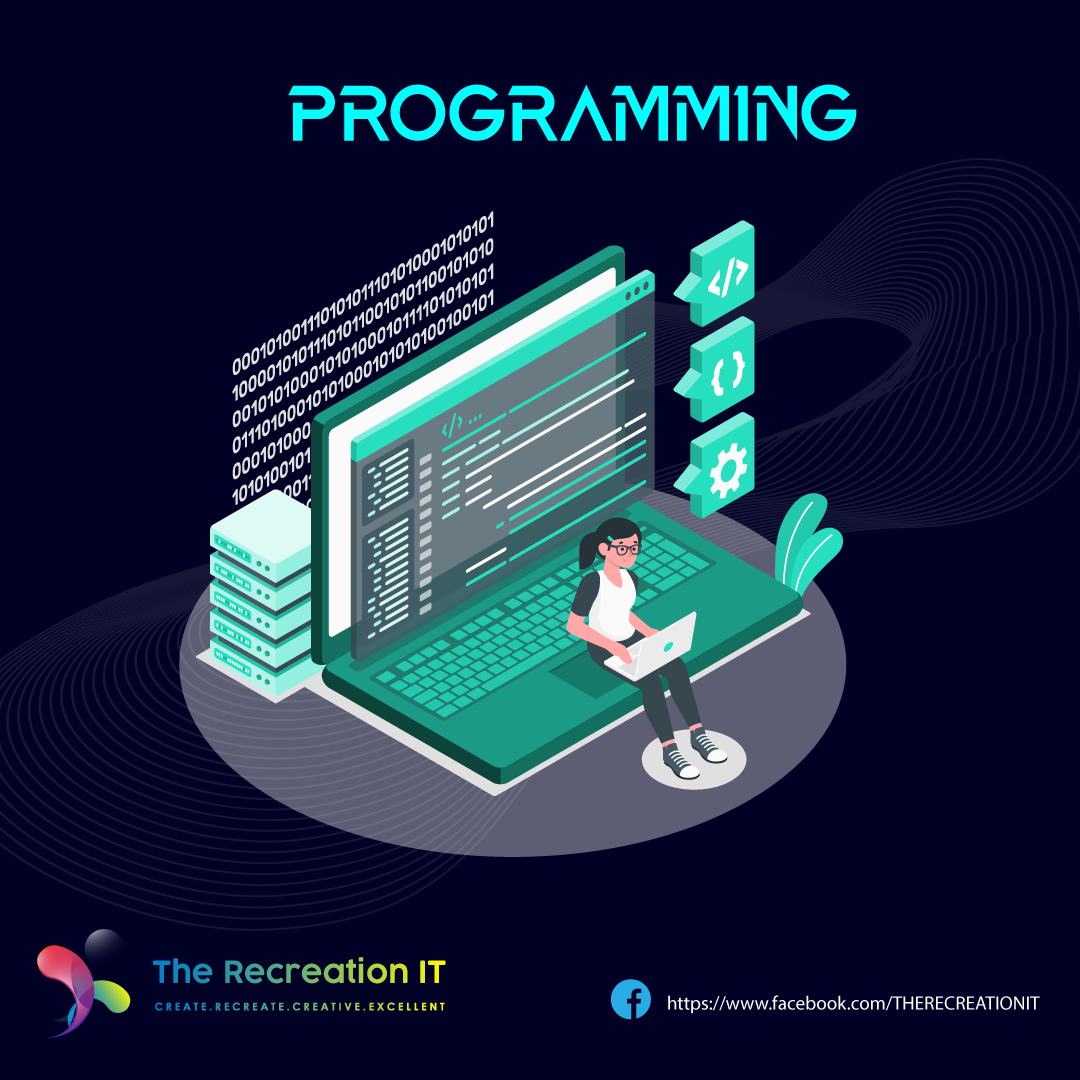 PROGRAMMING
</>
{}
</> ...
The Recreation IT
CREATE.RECREATE.CREATIVE.EXCELLENT
https://www.facebook.com/THERECREATIONIT